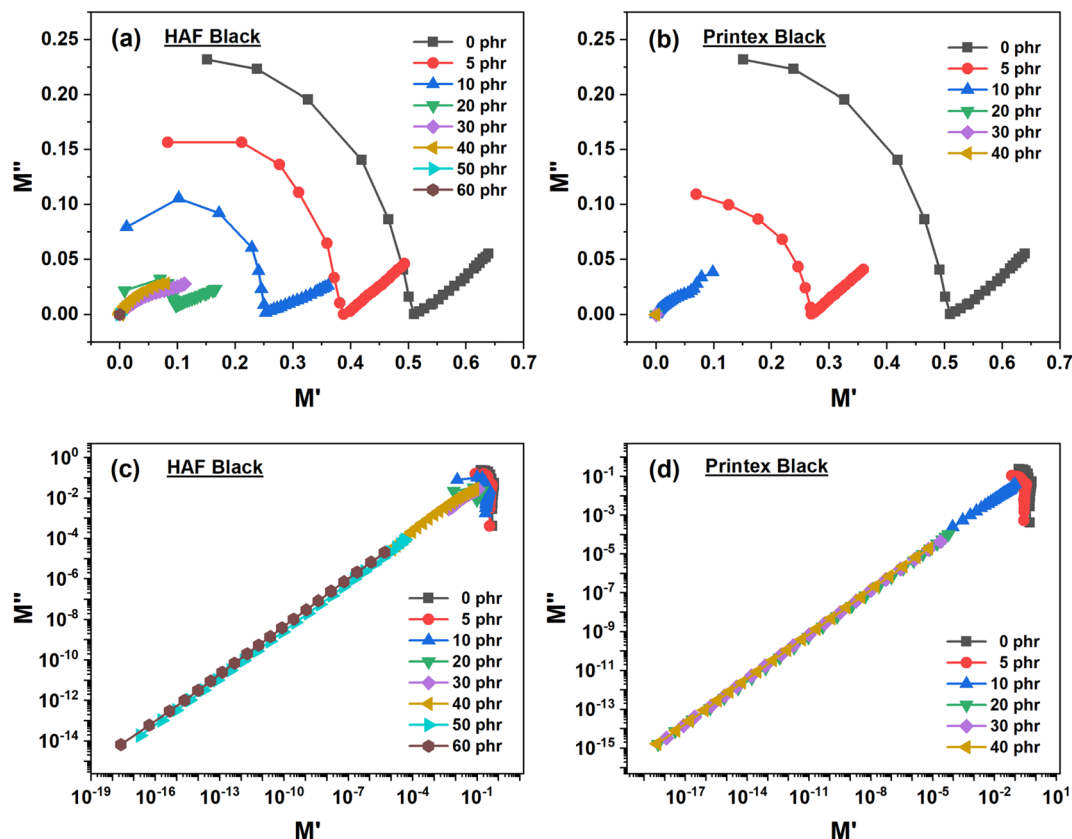 (a) HAF Black
0 phr
5 phr
10 phr
20 phr
30 phr
40 phr
50 phr
60 phr
0.25
0.20
0.15
0.10
0.05
0.00
M"
0.0 0.1 0.2 0.3 0.4 0.5 0.6 0.7
M'
(b) Printex Black
0 phr
5 phr
10 phr
20 phr
30 phr
40 phr
0.25
0.20
0.15
0.10
0.05
0.00
M"
0.0 0.1 0.2 0.3 0.4 0.5 0.6 0.7
M'
(c) HAF Black
10⁰
10⁻²
10⁻⁴
10⁻⁶
10⁻⁸
10⁻¹⁰
10⁻¹²
10⁻¹⁴
M"
0 phr
5 phr
10 phr
20 phr
30 phr
40 phr
50 phr
60 phr
10⁻¹⁹ 10⁻¹⁶ 10⁻¹³ 10⁻¹⁰ 10⁻⁷ 10⁻⁴ 10⁻¹
M'
(d) Printex Black
10⁻¹
10⁻³
10⁻⁵
10⁻⁷
10⁻⁹
10⁻¹¹
10⁻¹³
10⁻¹⁵
M"
0 phr
5 phr
10 phr
20 phr
30 phr
40 phr
10⁻¹⁷ 10⁻¹⁴ 10⁻¹¹ 10⁻⁸ 10⁻⁵ 10⁻² 10¹
M'